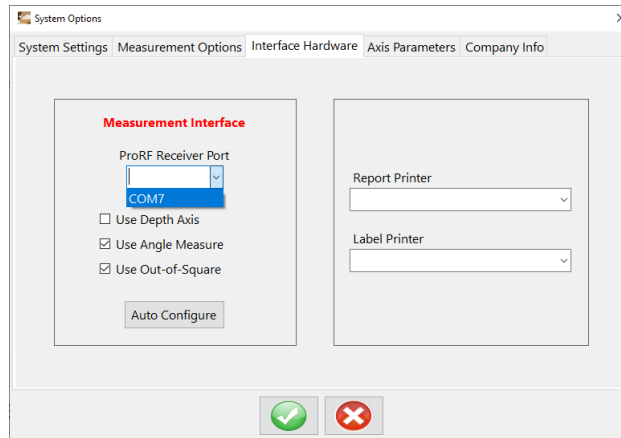 System Options
System Settings Measurement Options Interface Hardware Axis Parameters Company Info
Measurement Interface
ProRF Receiver Port
COM7
Use Depth Axis
Use Angle Measure
Use Out-of-Square
Auto Configure
Report Printer
Label Printer